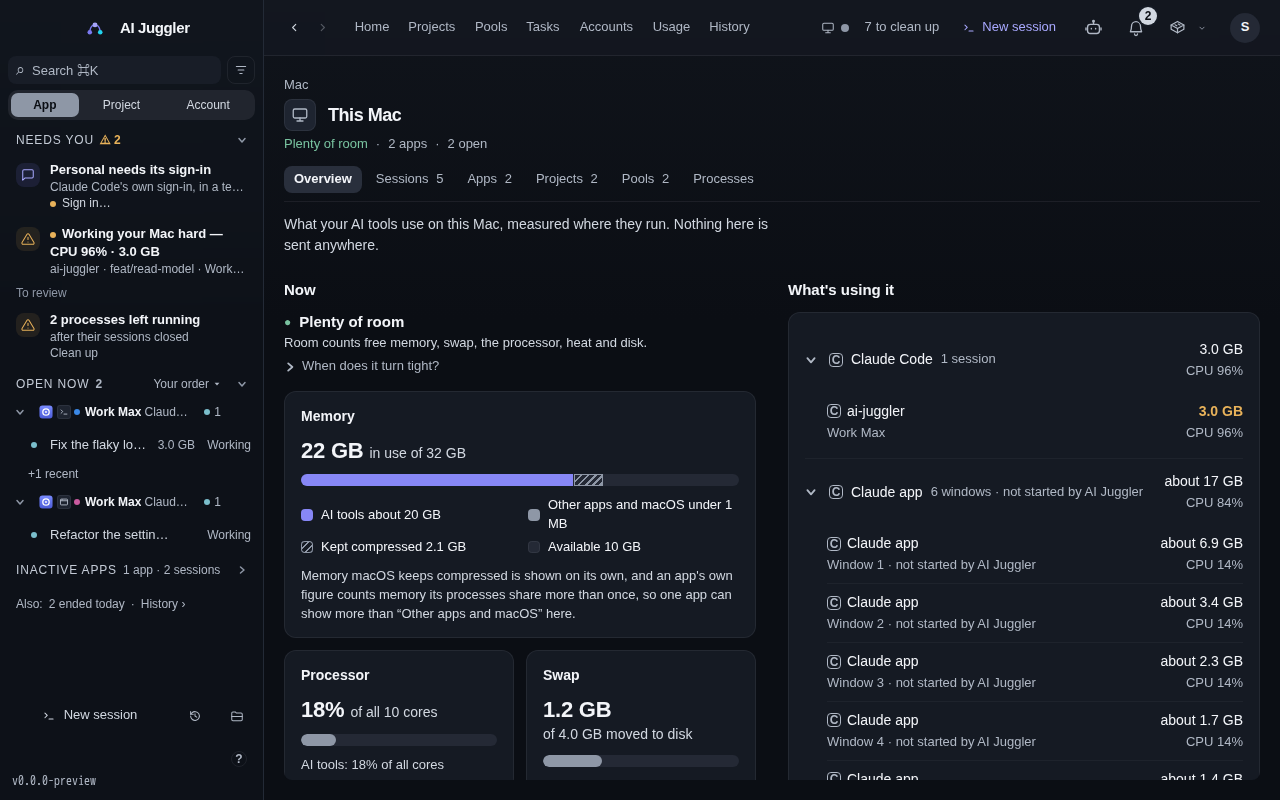 AI Juggler
Search ⌘K
App
Project
Account
NEEDS YOU 2
Personal needs its sign-in
Claude Code's own sign-in, in a te…
Sign in…
Working your Mac hard —
CPU 96% · 3.0 GB
ai-juggler · feat/read-model · Work…
To review
2 processes left running
after their sessions closed
Clean up
OPEN NOW 2
Your order
Work Max Claud…
1
Fix the flaky lo…
3.0 GB
Working
+1 recent
Work Max Claud…
1
Refactor the settin…
Working
INACTIVE APPS 1 app · 2 sessions
Also: 2 ended today · History ›
New session
?
v0.0.0-preview
Home
Projects
Pools
Tasks
Accounts
Usage
History
7 to clean up
New session
2
S
Mac
This Mac
Plenty of room · 2 apps · 2 open
Overview
Sessions 5
Apps 2
Projects 2
Pools 2
Processes
What your AI tools use on this Mac, measured where they run. Nothing here is
sent anywhere.
Now
Plenty of room
Room counts free memory, swap, the processor, heat and disk.
When does it turn tight?
Memory
22 GB in use of 32 GB
AI tools about 20 GB
Other apps and macOS under 1
MB
Kept compressed 2.1 GB
Available 10 GB
Memory macOS keeps compressed is shown on its own, and an app's own
figure counts memory its processes share more than once, so one app can
show more than “Other apps and macOS” here.
Processor
18% of all 10 cores
AI tools: 18% of all cores
Swap
1.2 GB
of 4.0 GB moved to disk
What's using it
C Claude Code 1 session
3.0 GB
CPU 96%
C ai-juggler
3.0 GB
Work Max
CPU 96%
C Claude app 6 windows · not started by AI Juggler
about 17 GB
CPU 84%
C Claude app
about 6.9 GB
Window 1 · not started by AI Juggler
CPU 14%
C Claude app
about 3.4 GB
Window 2 · not started by AI Juggler
CPU 14%
C Claude app
about 2.3 GB
Window 3 · not started by AI Juggler
CPU 14%
C Claude app
about 1.7 GB
Window 4 · not started by AI Juggler
CPU 14%
C Claude app
about 1.4 GB